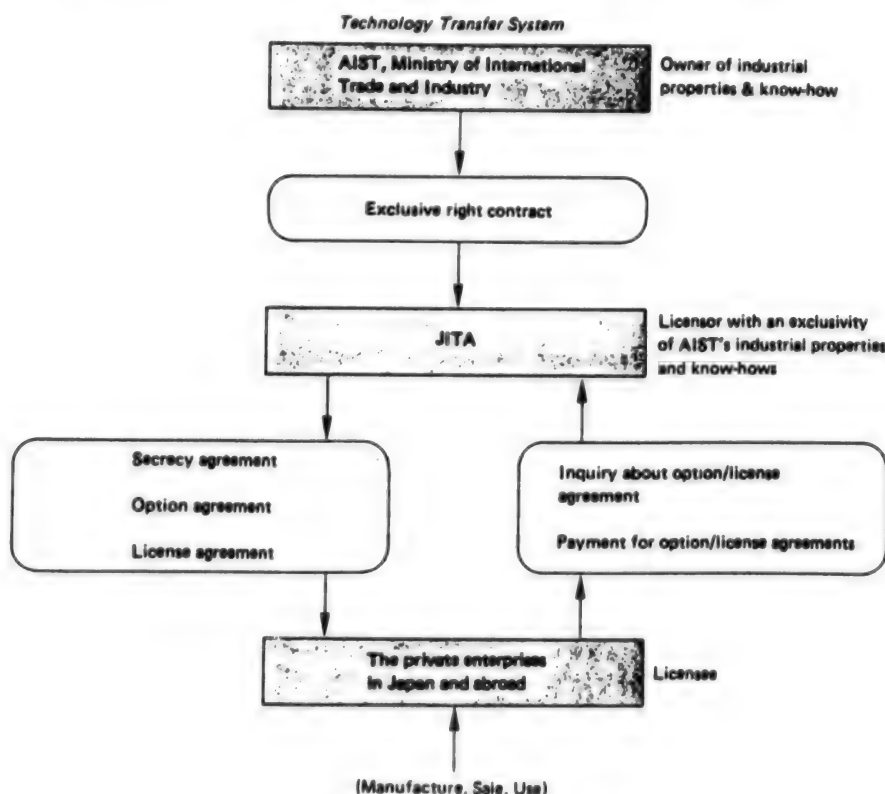 Technology Transfer System
AIST, Ministry of International
Trade and Industry
Owner of industrial
properties & know-how
Exclusive right contract
JITA
Licensor with an exclusivity
of AIST's industrial properties
and know-hows
Secrecy agreement
Option agreement
License agreement
Inquiry about option/license
agreement
Payment for option/license agreements
The private enterprises
in Japan and abroad
Licensee
(Manufacture, Sale, Use)